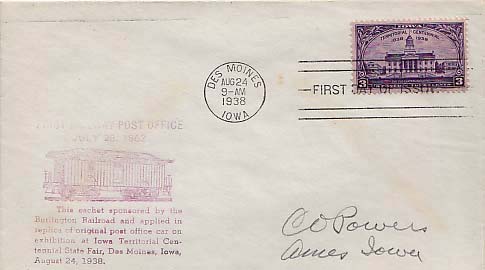 IOWA
TERRITORIAL CENTENNIAL
1838 1938
3 3
DES MOINES
AUG 24
9-AM
1938
IOWA
FIRST DAY OF ISSUE
FIRST RAILWAY POST OFFICE
JULY 28, 1862
This cachet sponsored by the
Burlington Railroad and applied in
replica of original post office car on
exhibition at Iowa Territorial Cen-
tennial State Fair, Des Moines, Iowa,
August 24, 1938.
C O Powers
Ames Iowa